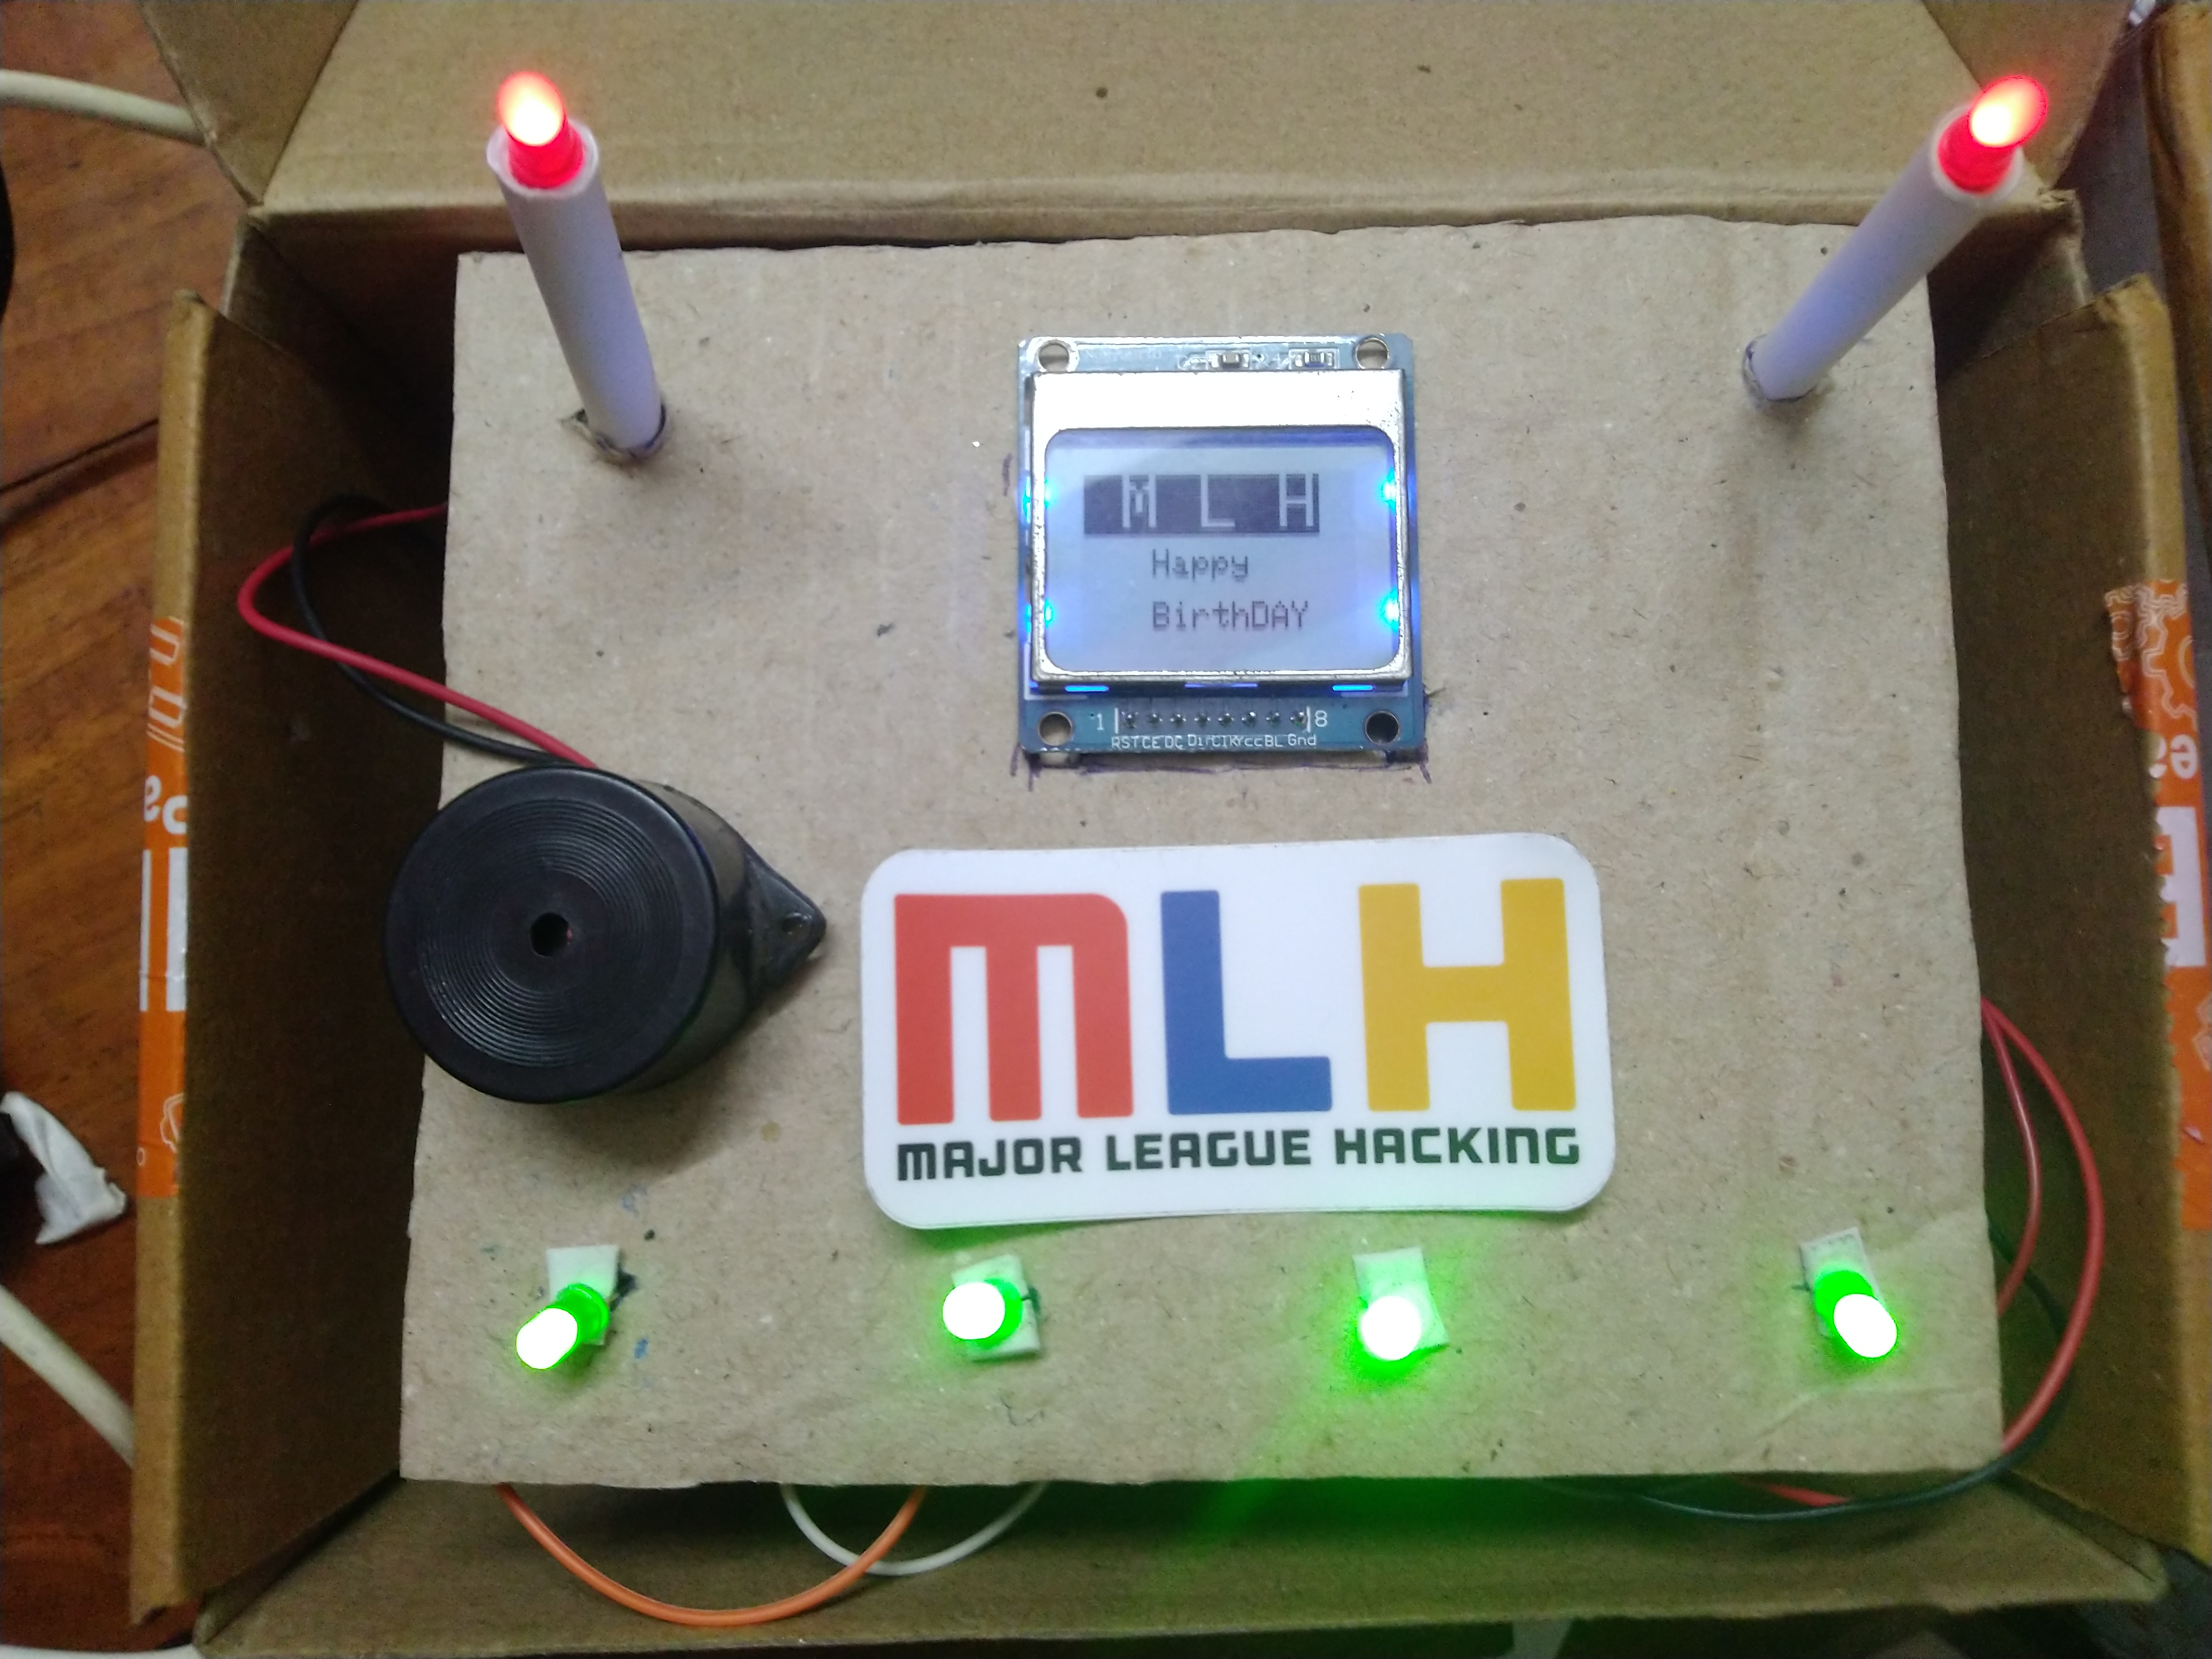 M L H
Happy
BirthDAY
1 8
RST CE DC Din Clk Vcc BL Gnd
MLH
MAJOR LEAGUE HACKING